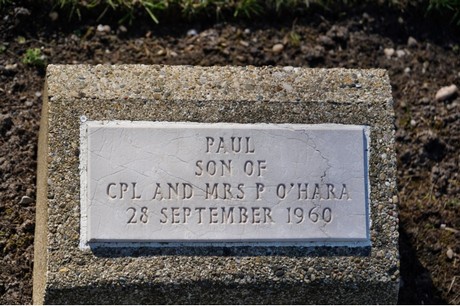 PAUL
SON OF
CPL AND MRS P O'HARA
28 SEPTEMBER 1960